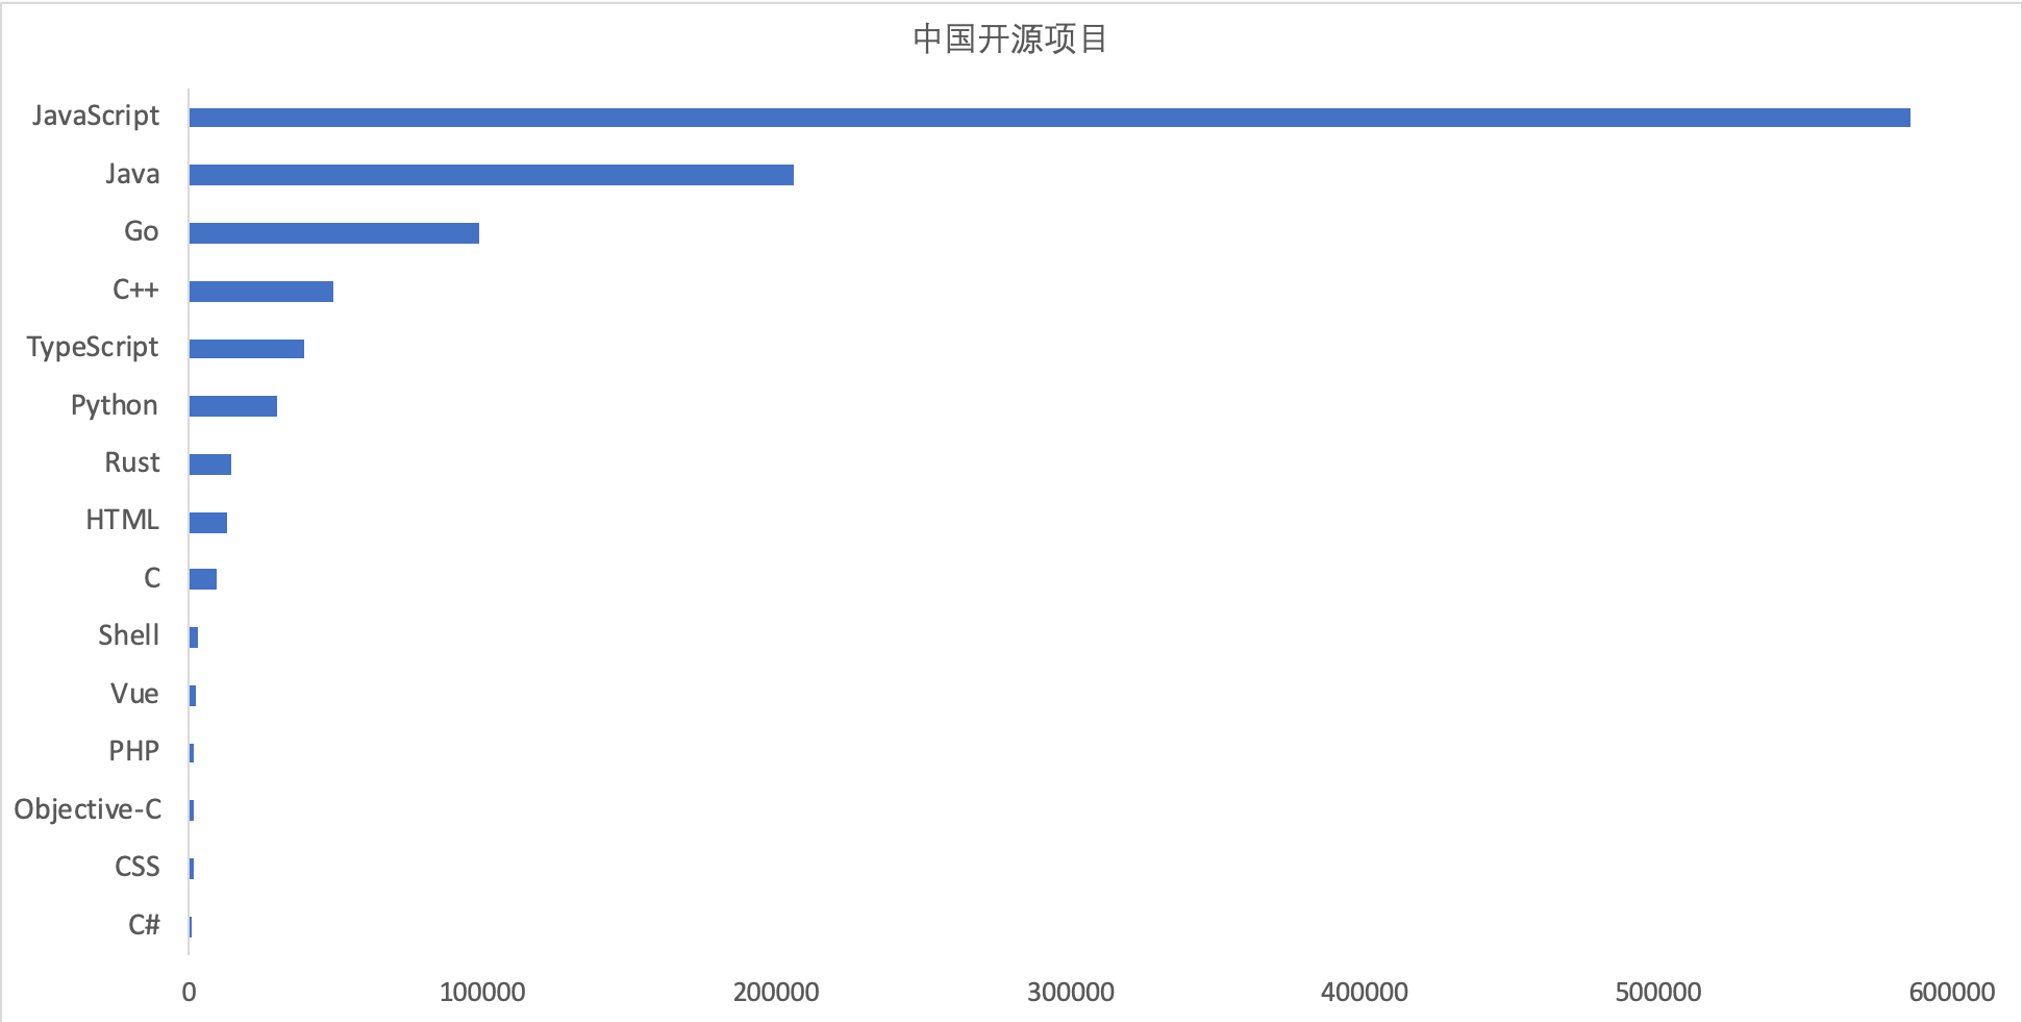 中国开源项目
JavaScript
Java
Go
C++
TypeScript
Python
Rust
HTML
C
Shell
Vue
PHP
Objective-C
CSS
C#
0 100000 200000 300000 400000 500000 600000